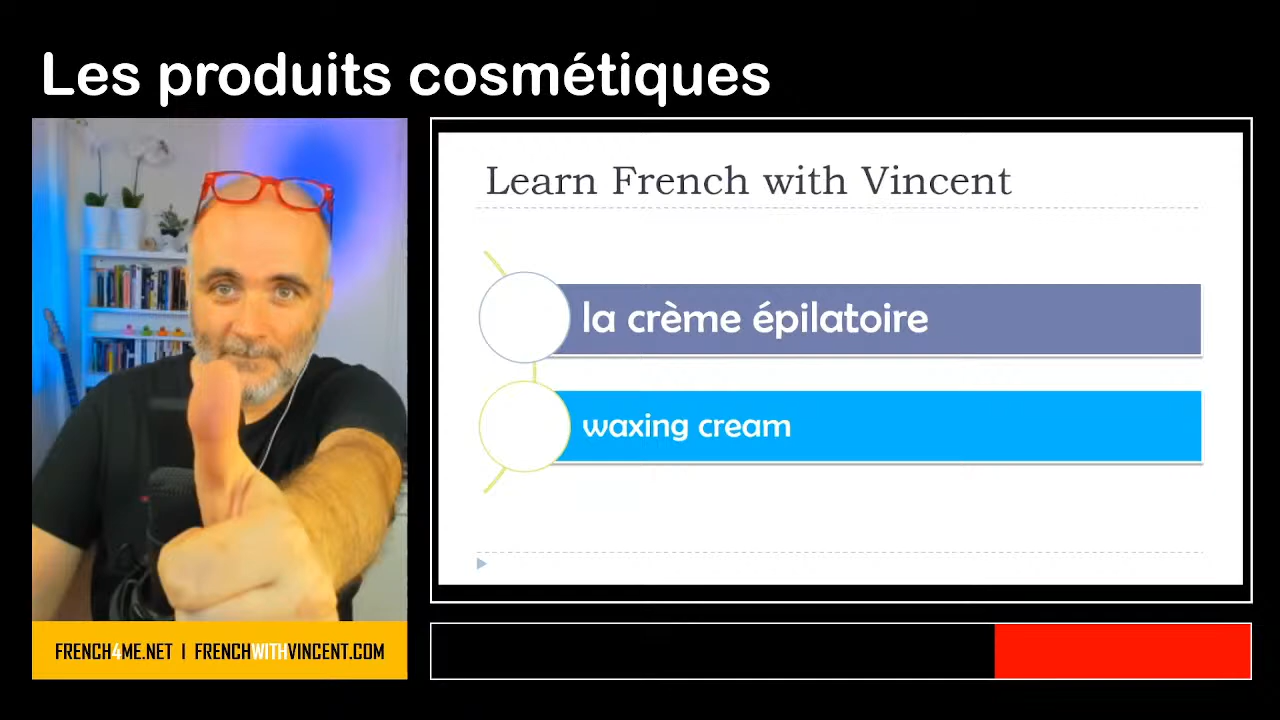 Les produits cosmétiques
Learn French with Vincent
la crème épilatoire
waxing cream
FRENCH4ME.NET I FRENCHWITHVINCENT.COM